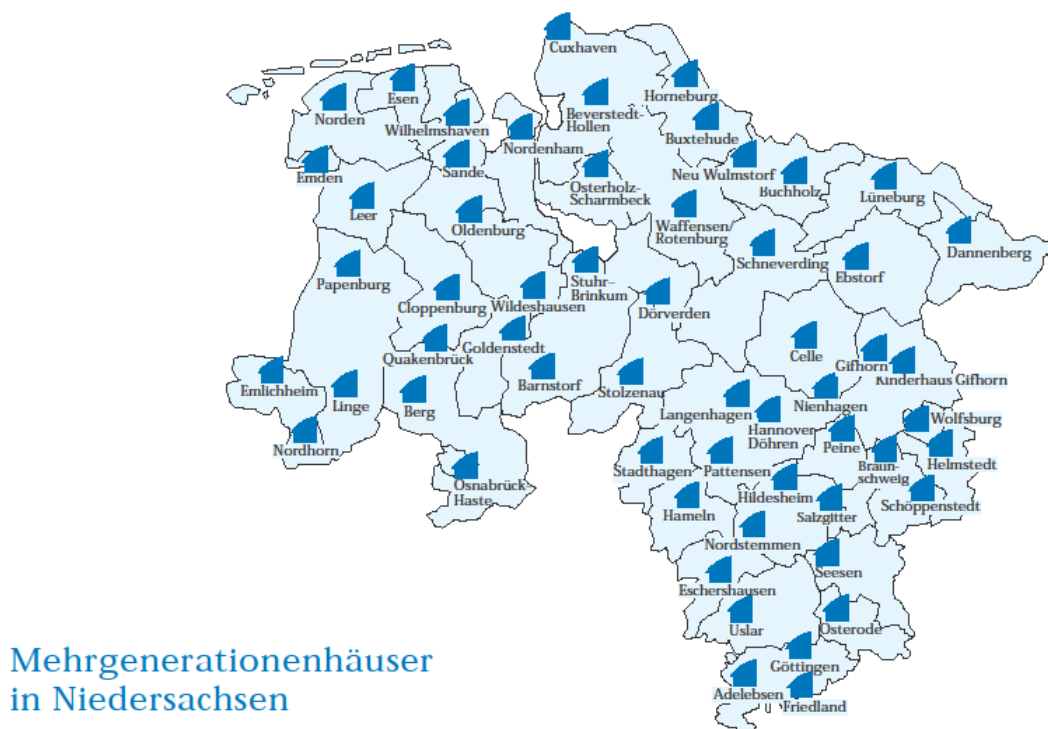 Cuxhaven
Esen
Norden
Wilhelmshaven
Horneburg
Beverstedt-
Hollen
Buxtehude
Nordenham
Emden
Sande
Osterholz-
Scharmbeck
Neu Wulmstorf
Buchholz
Lüneburg
Leer
Oldenburg
Waffensen/
Rotenburg
Schneverding
Ebstorf
Dannenberg
Papenburg
Cloppenburg
Wildeshausen
Stuhr-
Brinkum
Dörverden
Quakenbrück
Goldenstedt
Celle
Gifhorn
Kinderhaus Gifhorn
Emlichheim
Linge
Berg
Barnstorf
Stolzenau
Langenhagen
Hannover
Döhren
Nienhagen
Wolfsburg
Nordhorn
Peine
Helmstedt
Stadthagen
Pattensen
Braun-
schweig
Osnabrück-
Haste
Hildesheim
Schöppenstedt
Hameln
Salzgitter
Nordstemmen
Seesen
Eschershausen
Uslar
Osterode
Göttingen
Adelebsen
Friedland
Mehrgenerationenhäuser
in Niedersachsen